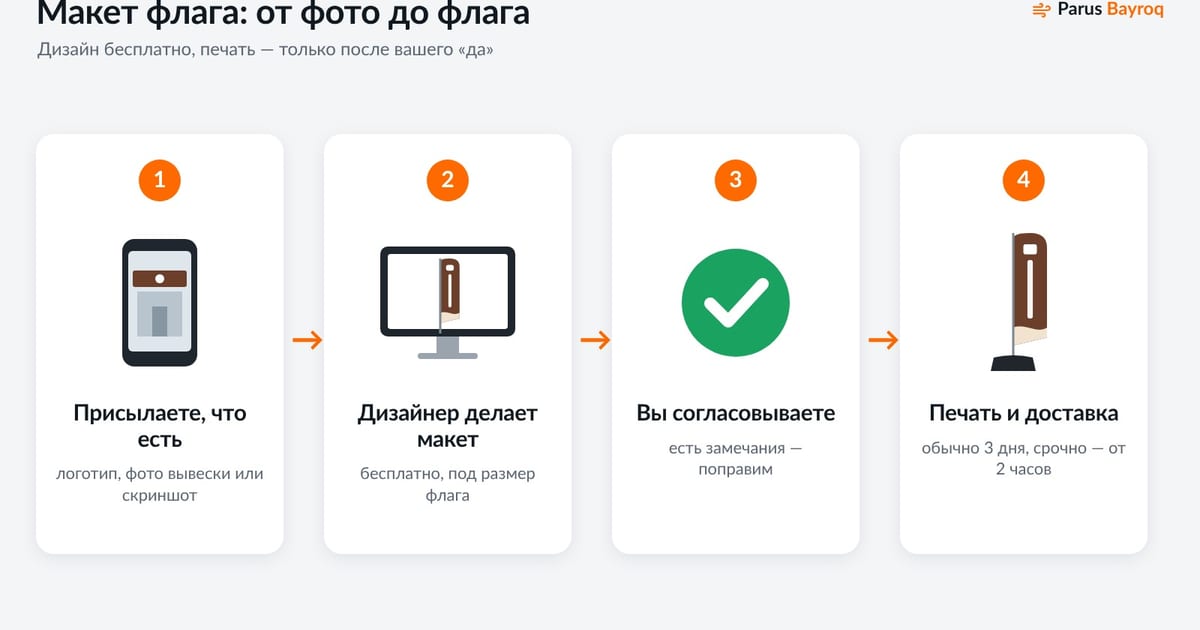 Макет флага: от фото до флага
Parus Bayroq
Дизайн бесплатно, печать — только после вашего «да»
1
Присылаете, что
есть
логотип, фото вывески или
скриншот
2
Дизайнер делает
макет
бесплатно, под размер
флага
3
Вы согласовываете
есть замечания —
поправим
4
Печать и доставка
обычно 3 дня, срочно — от
2 часов